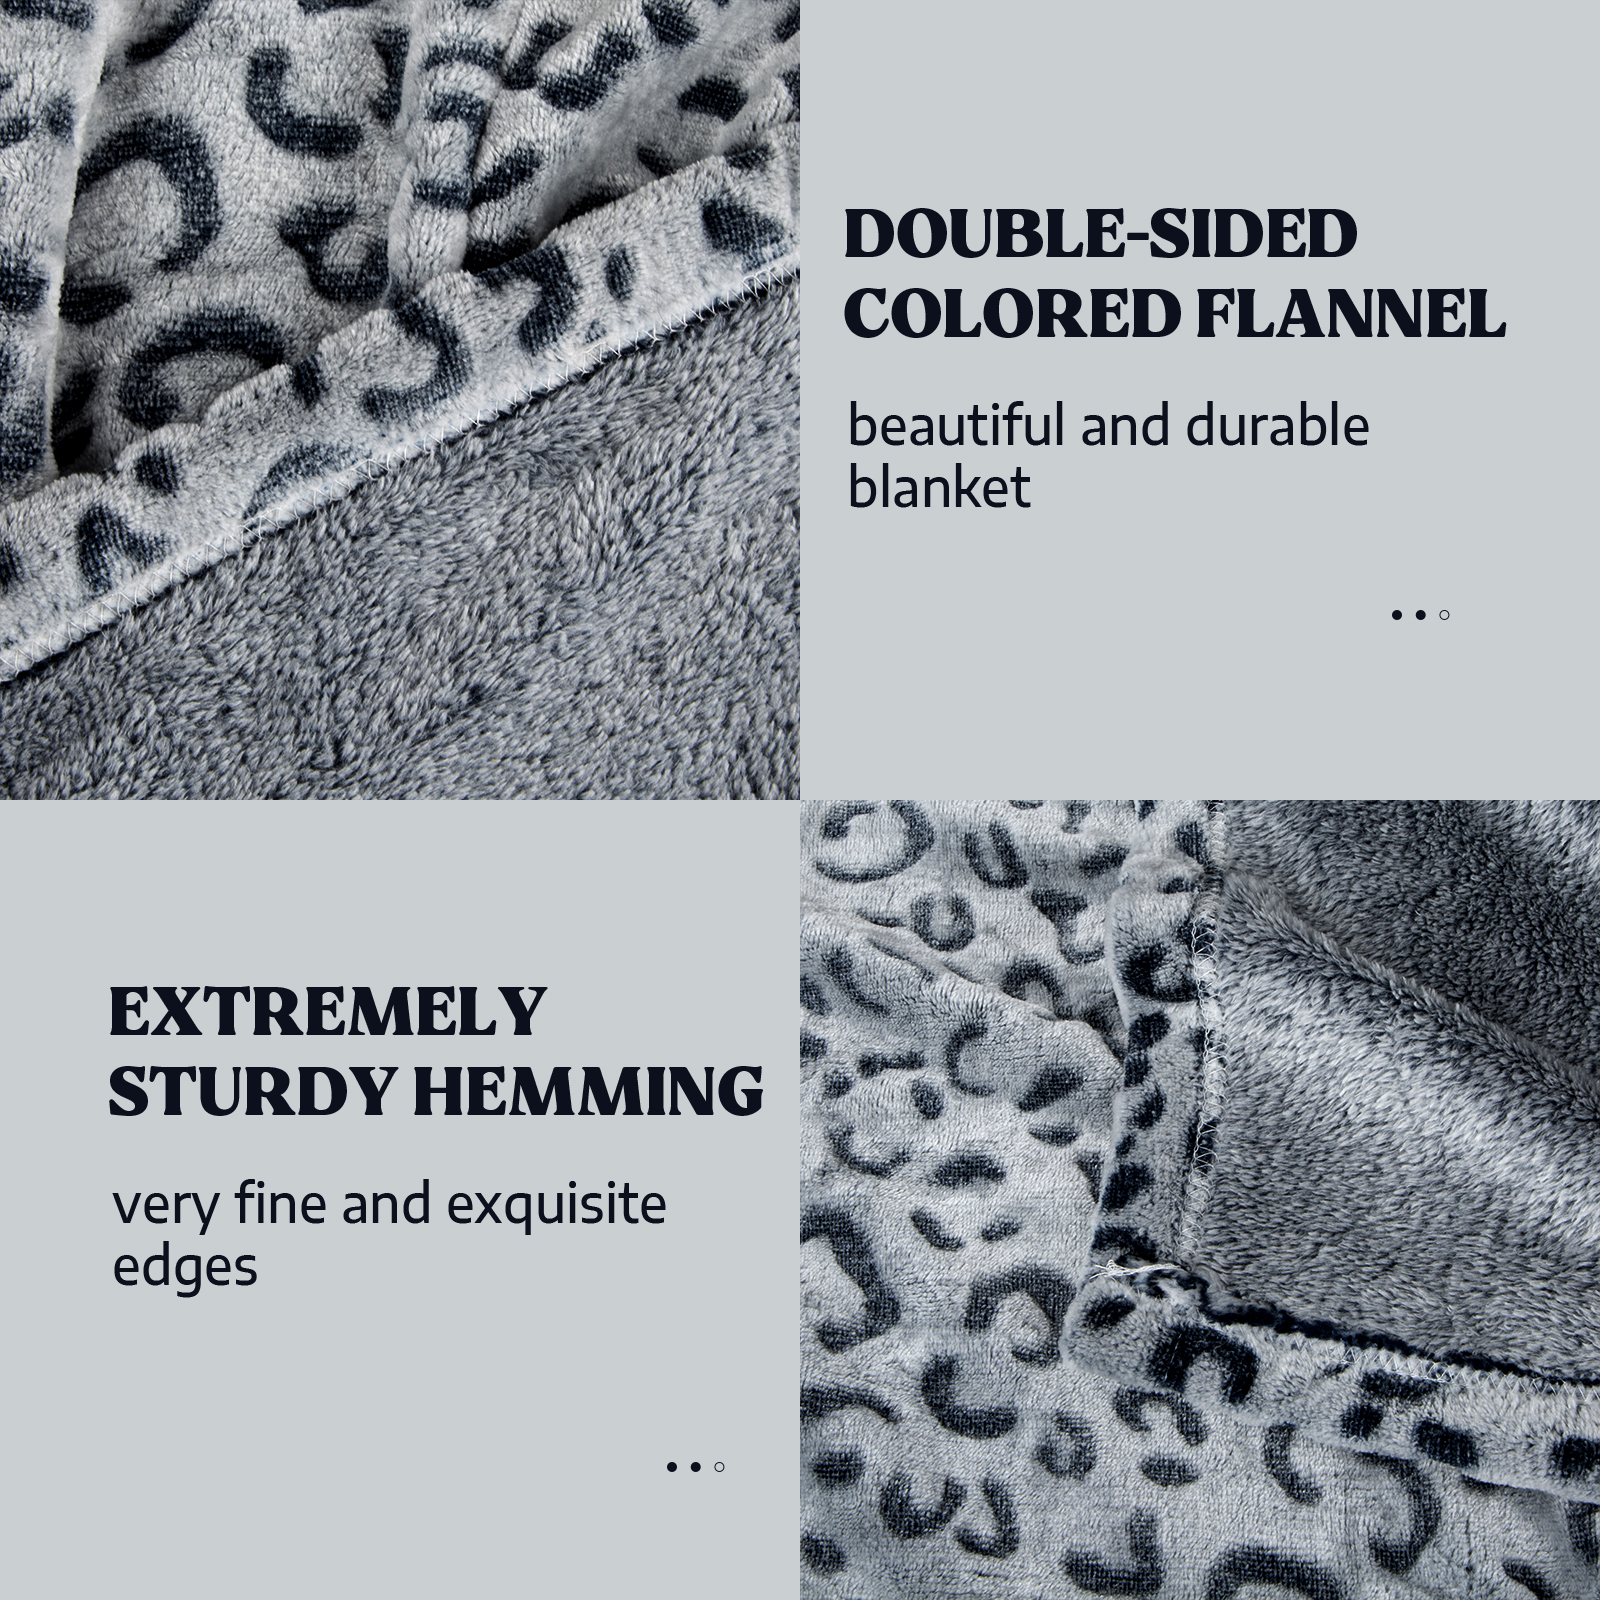 DOUBLE-SIDED
COLORED FLANNEL
beautiful and durable
blanket
EXTREMELY
STURDY HEMMING
very fine and exquisite
edges